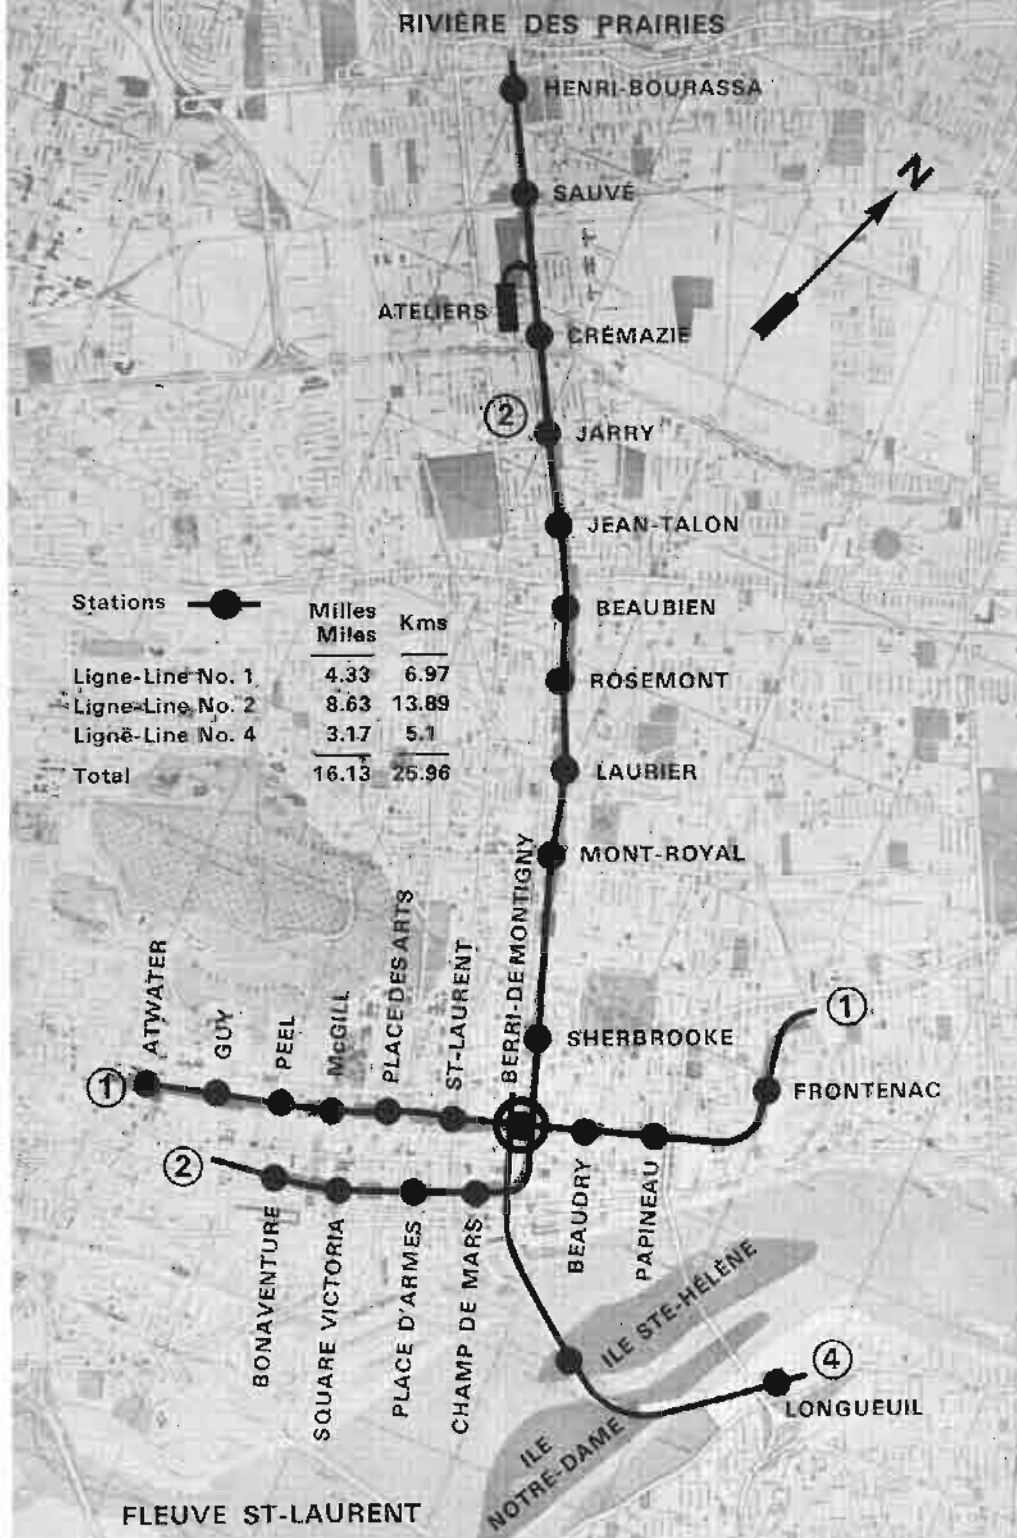 RIVIÈRE DES PRAIRIES
HENRI-BOURASSA
SAUVÉ
N
ATELIERS
CRÉMAZIE
2
JARRY
JEAN-TALON
Stations
Milles
Miles
Kms
BEAUBIEN
Ligne-Line No. 1 4.33 6.97
Ligne-Line No. 2 8.63 13.89
Ligne-Line No. 4 3.17 5.1
Total 16.13 25.96
ROSEMONT
LAURIER
MONT-ROYAL
ATWATER
GUY
PEEL
McGILL
PLACE DES ARTS
ST-LAURENT
BERRI-DE MONTIGNY
SHERBROOKE
1
FRONTENAC
1
2
BONAVENTURE
SQUARE VICTORIA
PLACE D'ARMES
CHAMP DE MARS
BEAUDRY
PAPINEAU
ILE STE-HÉLÈNE
4
LONGUEUIL
ILE
NOTRE-DAME
FLEUVE ST-LAURENT